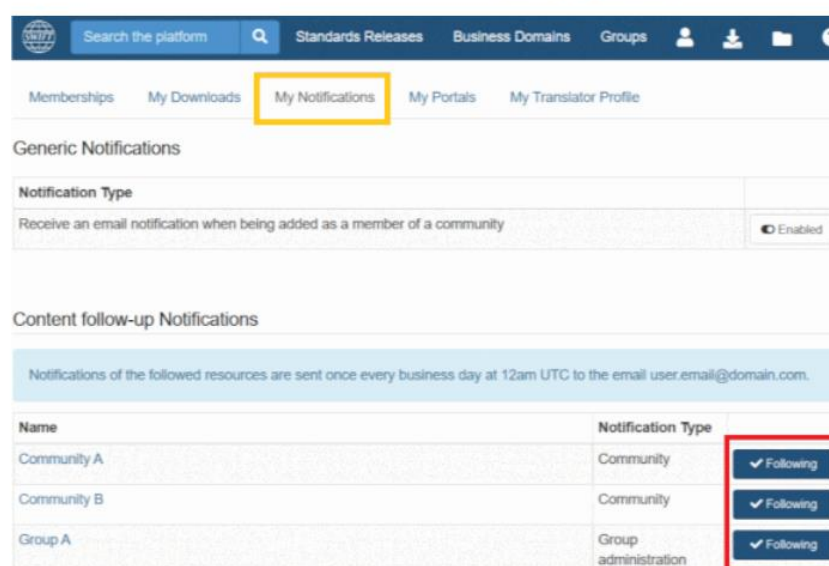 SWIFT Search the platform Standards Releases Business Domains Groups
Memberships My Downloads My Notifications My Portals My Translator Profile
Generic Notifications
Notification Type
Receive an email notification when being added as a member of a community Enabled
Content follow-up Notifications
Notifications of the followed resources are sent once every business day at 12am UTC to the email user.email@domain.com.
Name Notification Type
Community A Community Following
Community B Community Following
Group A Group administration Following